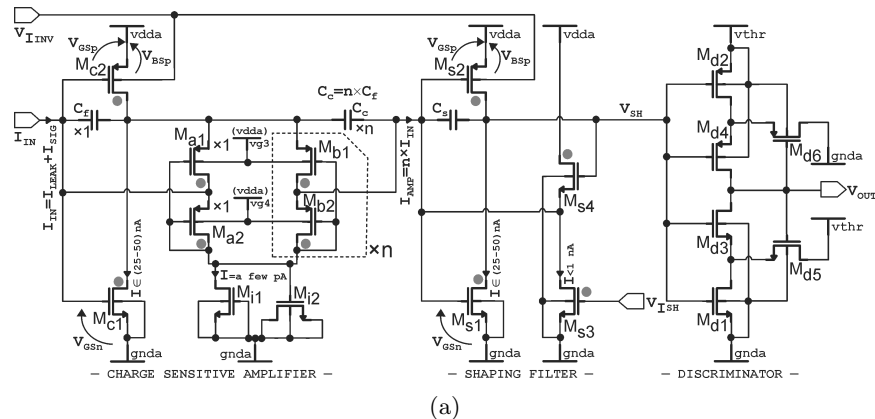 V_I_INV
vdda
vdda
vdda
vthr
V_GSp
V_BSp
V_GSp
V_BSp
M_c2
M_s2
M_d2
C_c=n×C_f
I_IN
C_f
×1
C_c
×n
C_s
V_SH
I_IN=I_LEAK+I_SIG
I_AMP=n×I_IN
M_a1
×1
(vdda)
vg3
M_b1
M_d4
M_d6
gnda
M_s4
(vdda)
vg4
×1
M_b2
M_a2
V_OUT
×n
M_d3
vthr
I∈(25-50)nA
I=a few pA
I∈(25-50)nA
I<1 nA
M_d5
M_c1
M_i1
M_i2
M_s1
M_s3
V_I_SH
M_d1
V_GSn
V_GSn
gnda
gnda
gnda
gnda
gnda
— CHARGE SENSITIVE AMPLIFIER —
— SHAPING FILTER —
— DISCRIMINATOR —
(a)